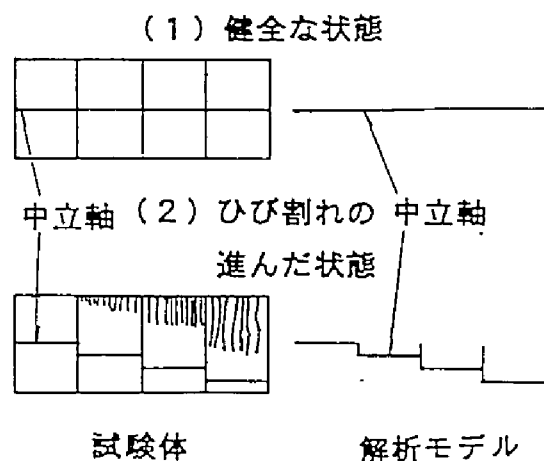 （1）健全な状態
中立軸（2）ひび割れの 中立軸
進んだ状態
試験体 解析モデル